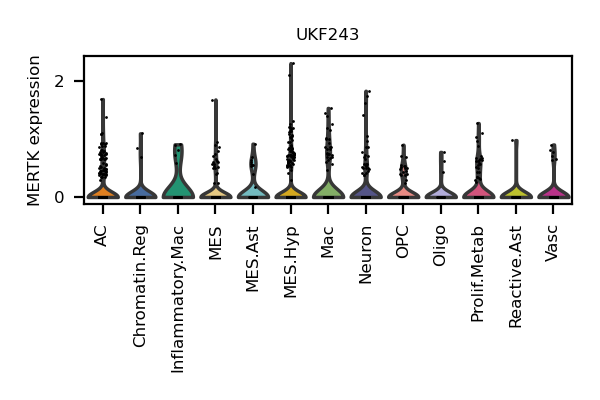 UKF243
MERTK expression
2
0
AC
Chromatin.Reg
Inflammatory.Mac
MES
MES.Ast
MES.Hyp
Mac
Neuron
OPC
Oligo
Prolif.Metab
Reactive.Ast
Vasc